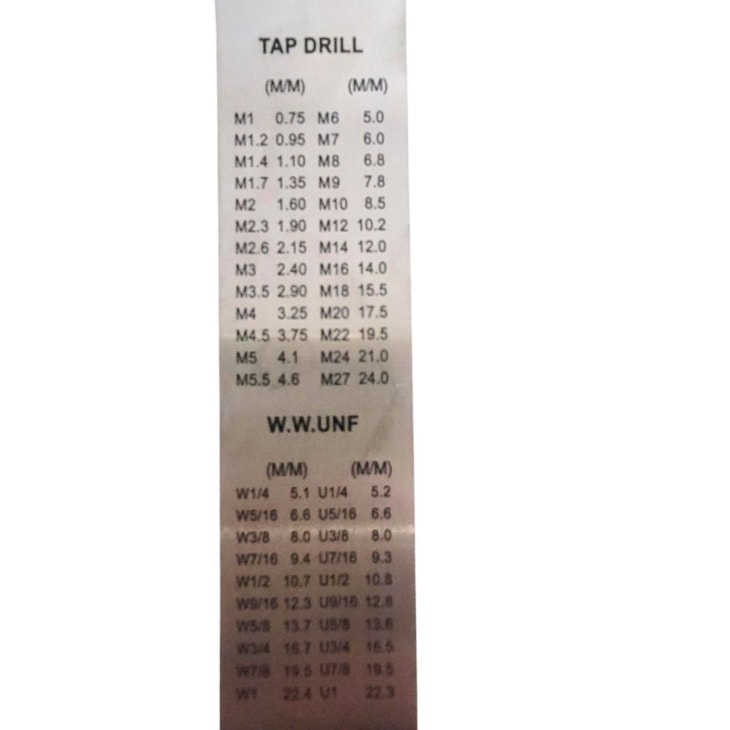 TAP DRILL
(M/M) (M/M)
M1 0.75 M6 5.0
M1.2 0.95 M7 6.0
M1.4 1.10 M8 6.8
M1.7 1.35 M9 7.8
M2 1.60 M10 8.5
M2.3 1.90 M12 10.2
M2.6 2.15 M14 12.0
M3 2.40 M16 14.0
M3.5 2.90 M18 15.5
M4 3.25 M20 17.5
M4.5 3.75 M22 19.5
M5 4.1 M24 21.0
M5.5 4.6 M27 24.0
W.W.UNF
(M/M) (M/M)
W1/4 5.1 U1/4 5.2
W5/16 6.6 U5/16 6.6
W3/8 8.0 U3/8 8.0
W7/16 9.4 U7/16 9.3
W1/2 10.7 U1/2 10.8
W9/16 12.3 U9/16 12.8
W5/8 13.7 U5/8 13.6
W3/4 16.7 U3/4 16.5
W7/8 19.5 U7/8 19.5
W1 22.4 U1 22.3